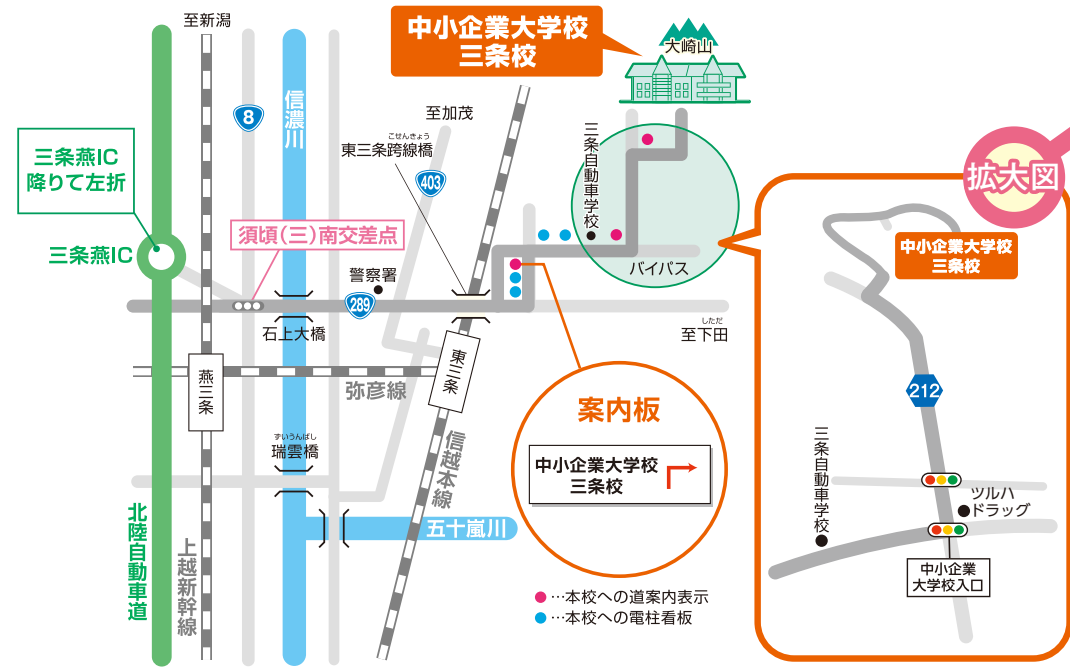 至新潟
中小企業大学校
三条校
大崎山
8
信濃川
至加茂
こせんきょう
東三条跨線橋
403
三条自動車学校
三条燕IC
降りて左折
三条燕IC
須頃（三）南交差点
警察署
289
石上大橋
バイパス
しただ
至下田
燕三条
東三条
弥彦線
ずいうんばし
瑞雲橋
信越本線
五十嵐川
北陸自動車道
上越新幹線
案内板
中小企業大学校
三条校
…本校への道案内表示
…本校への電柱看板
拡大図
中小企業大学校
三条校
212
三条自動車学校
ツルハ
ドラッグ
中小企業
大学校入口